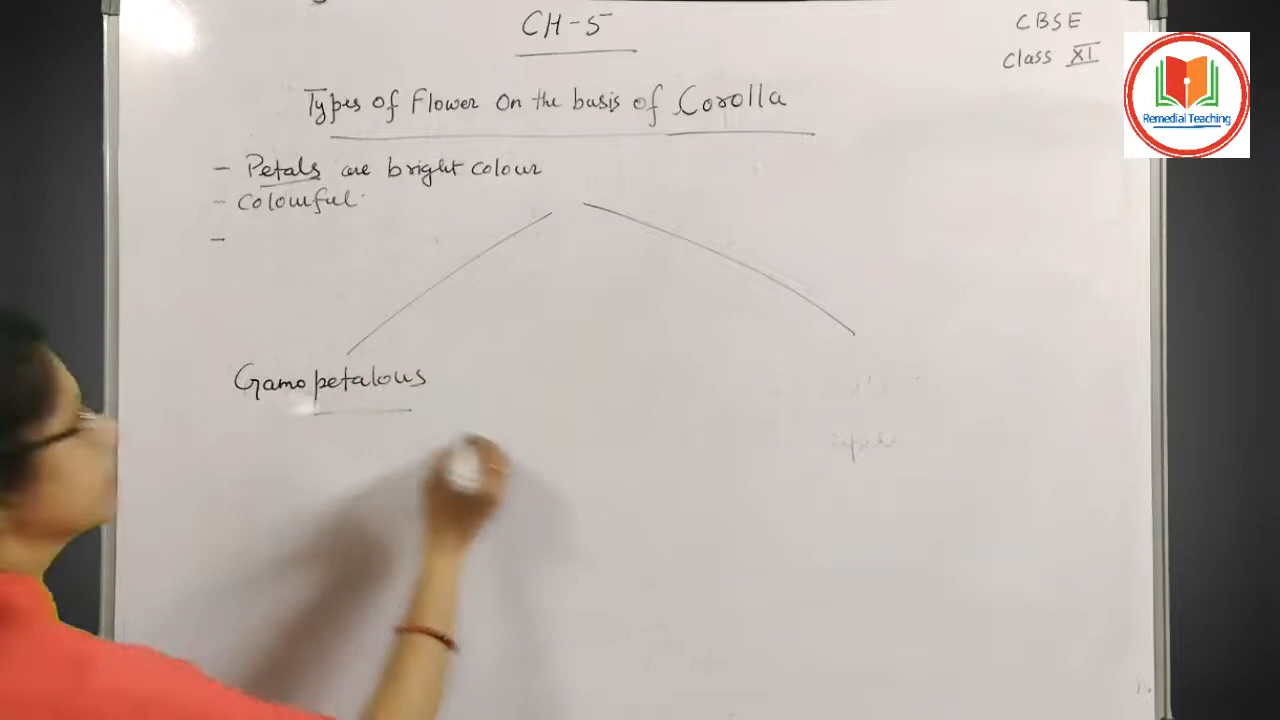 CH-5
CBSE
Class XI
Types of Flower on the basis of Corolla
Remedial Teaching
- Petals are bright colour
- Colourful
-
Gamopetalous